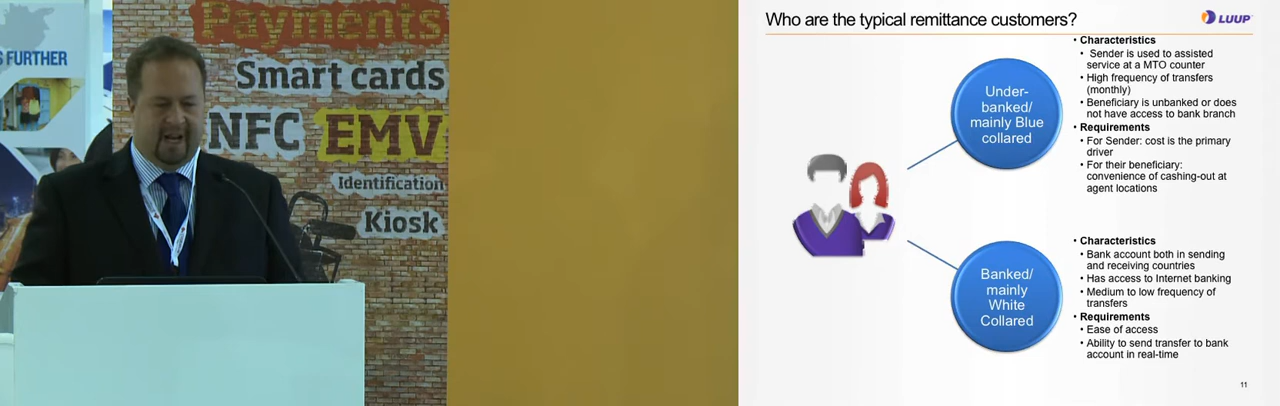 S FURTHER
Payments
Smart cards
NFC EMV
Identification
Kiosk
Who are the typical remittance customers?
LUUP
Under-
banked/
mainly Blue
collared
• Characteristics
• Sender is used to assisted
service at a MTO counter
• High frequency of transfers
(monthly)
• Beneficiary is unbanked or does
not have access to bank branch
• Requirements
• For Sender: cost is the primary
driver
• For their beneficiary:
convenience of cashing-out at
agent locations
Banked/
mainly
White
Collared
• Characteristics
• Bank account both in sending
and receiving countries
• Has access to Internet banking
• Medium to low frequency of
transfers
• Requirements
• Ease of access
• Ability to send transfer to bank
account in real-time
11